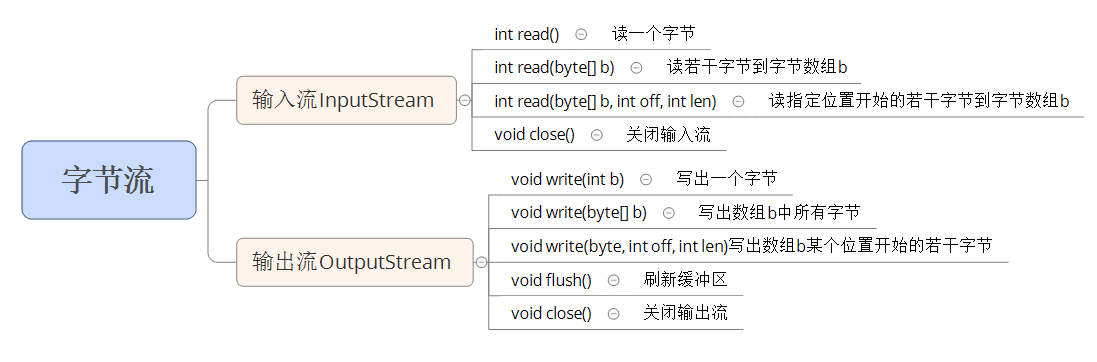 字节流
输入流InputStream
int read() 读一个字节
int read(byte[] b) 读若干字节到字节数组b
int read(byte[] b, int off, int len) 读指定位置开始的若干字节到字节数组b
void close() 关闭输入流
输出流OutputStream
void write(int b) 写出一个字节
void write(byte[] b) 写出数组b中所有字节
void write(byte, int off, int len)写出数组b某个位置开始的若干字节
void flush() 刷新缓冲区
void close() 关闭输出流